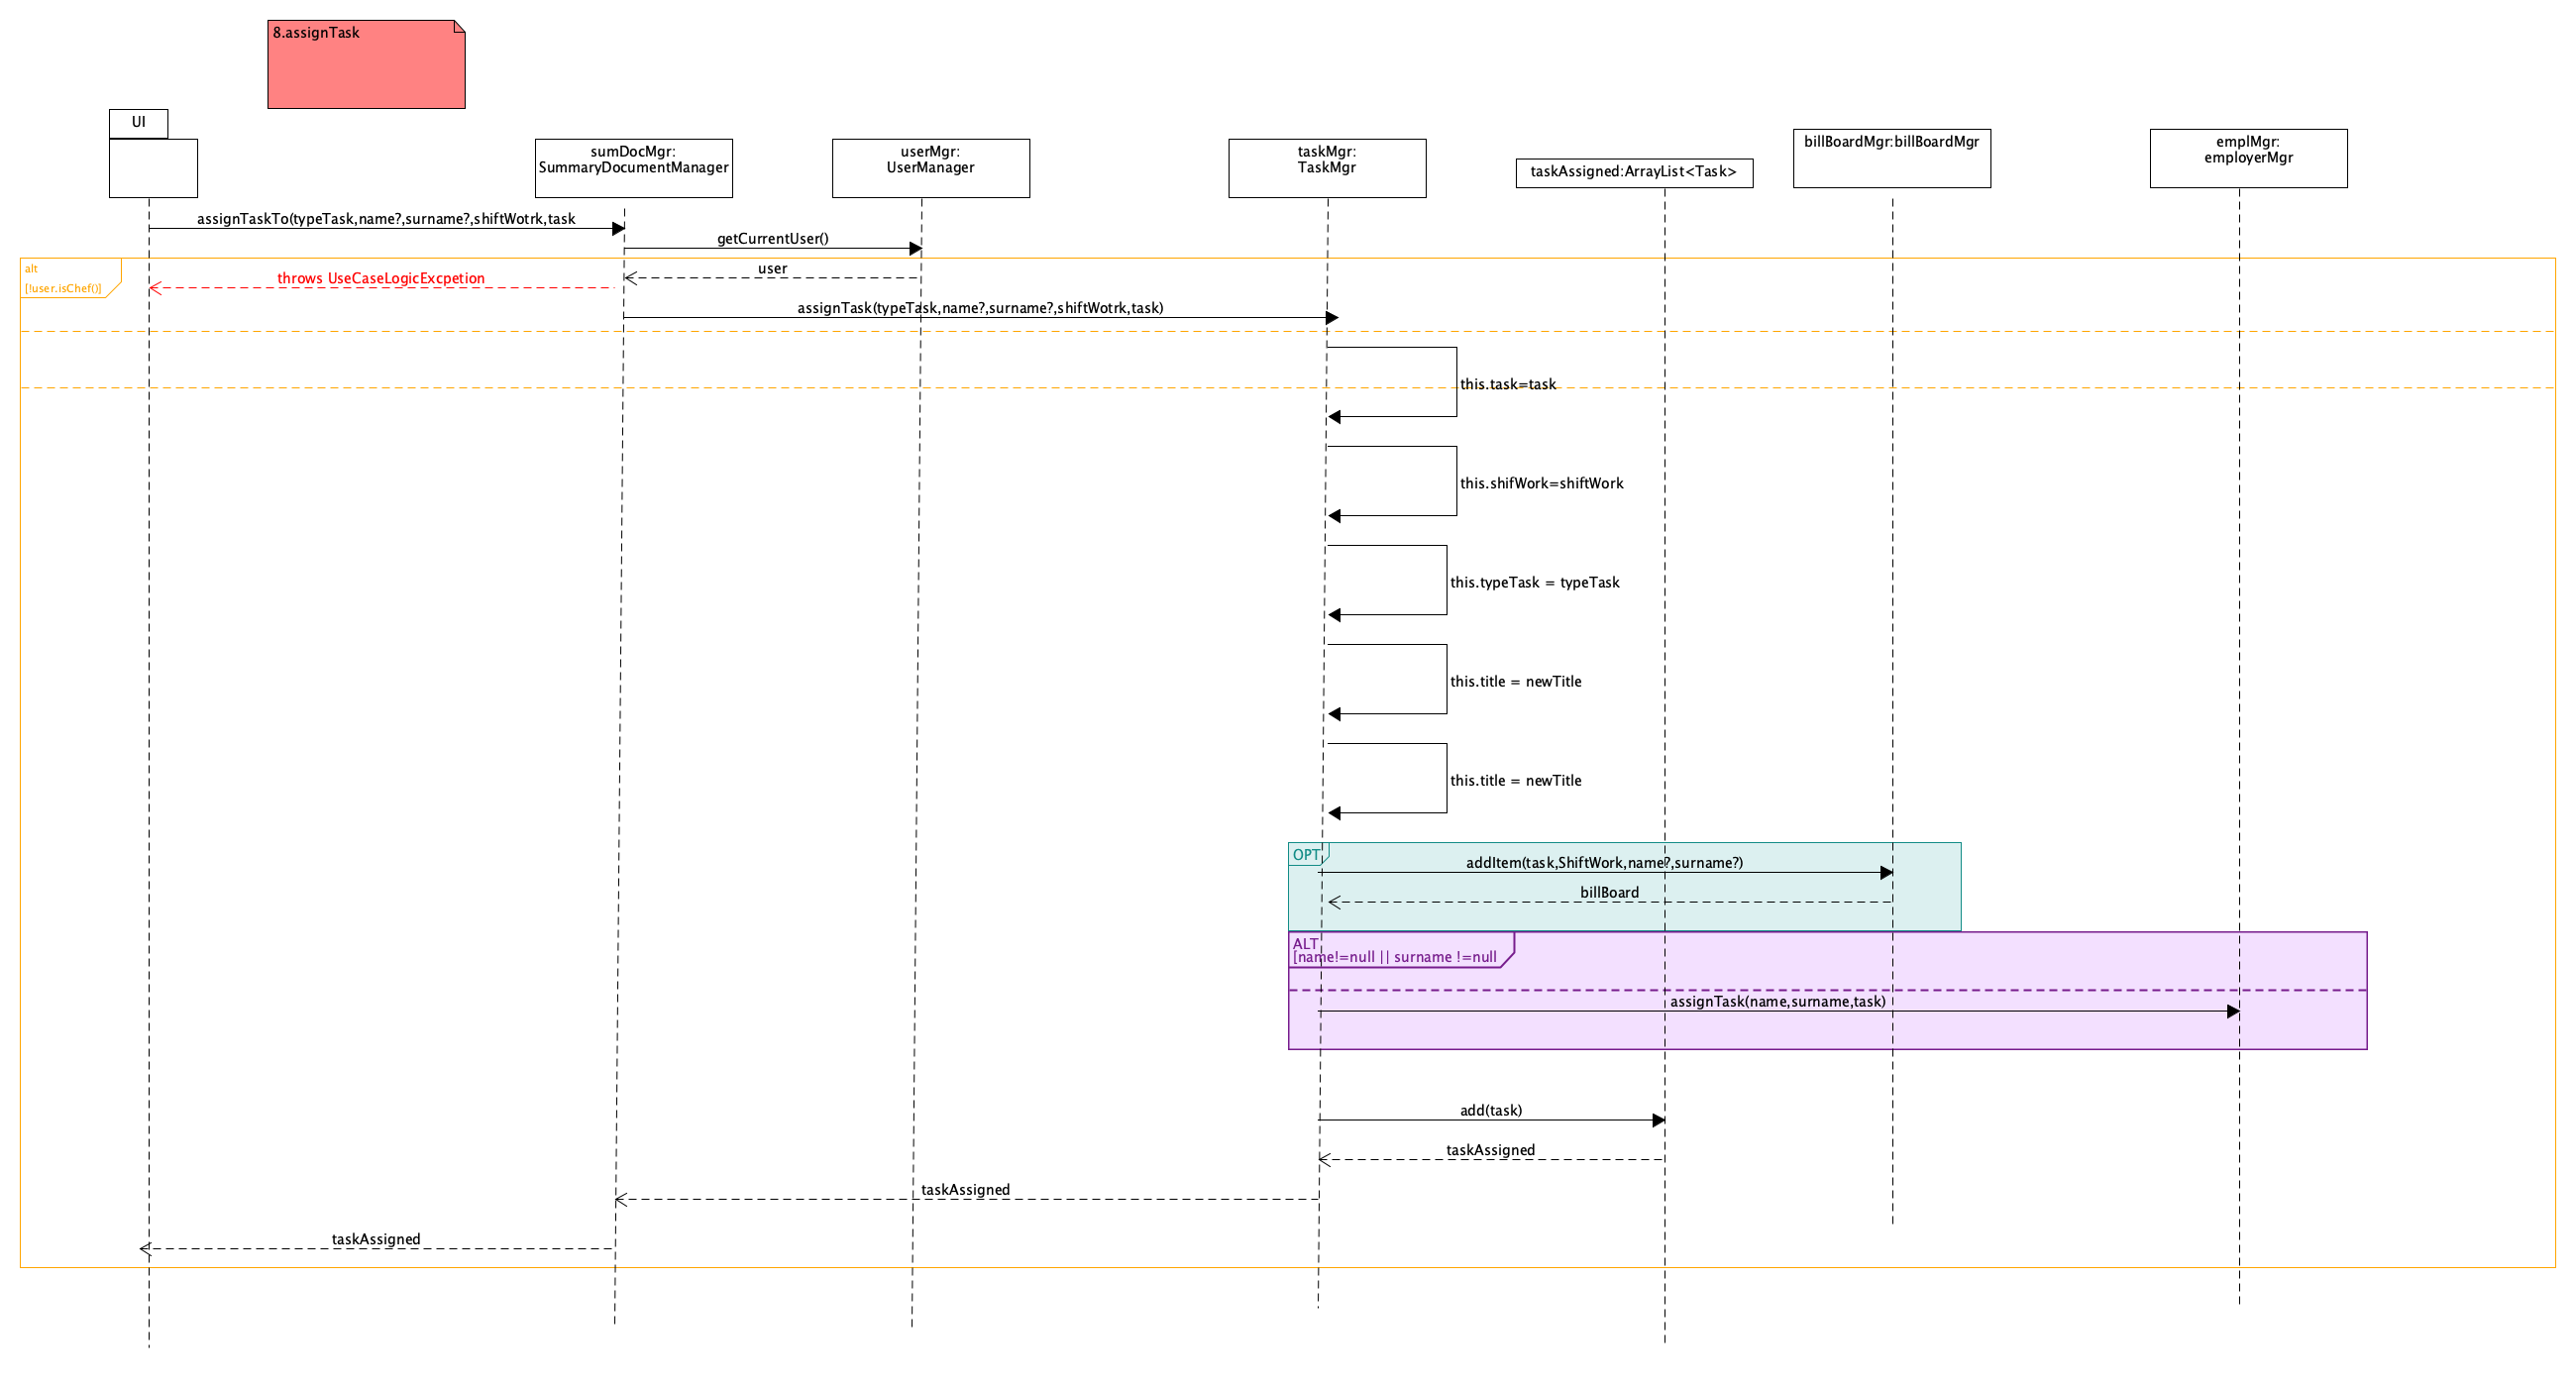 8.assignTask
UI
sumDocMgr:
SummaryDocumentManager
userMgr:
UserManager
taskMgr:
TaskMgr
taskAssigned:ArrayList<Task>
billBoardMgr:billBoardMgr
emplMgr:
employerMgr
assignTaskTo(typeTask,name?,surname?,shiftWotrk,task
getCurrentUser()
alt
[!user.isChef()]
user
throws UseCaseLogicExcpetion
assignTask(typeTask,name?,surname?,shiftWotrk,task)
this.task=task
this.shifWork=shiftWork
this.typeTask = typeTask
this.title = newTitle
this.title = newTitle
OPT
addItem(task,ShiftWork,name?,surname?)
billBoard
ALT
[name!=null || surname !=null
assignTask(name,surname,task)
add(task)
taskAssigned
taskAssigned
taskAssigned